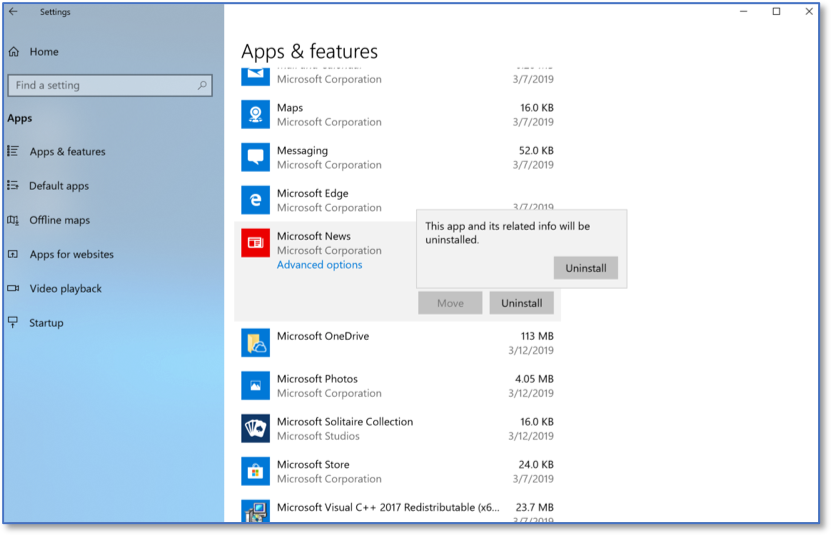 Settings
Home
Find a setting
Apps
Apps & features
Default apps
Offline maps
Apps for websites
Video playback
Startup
Apps & features
Microsoft Corporation
3/7/2019
Maps
16.0 KB
Microsoft Corporation
3/7/2019
Messaging
52.0 KB
Microsoft Corporation
3/7/2019
Microsoft Edge
Microsoft Corporation
3/7/2019
Microsoft News
Microsoft Corporation
Advanced options
This app and its related info will be
uninstalled.
Uninstall
Move
Uninstall
Microsoft OneDrive
113 MB
3/12/2019
Microsoft Photos
4.05 MB
Microsoft Corporation
3/12/2019
Microsoft Solitaire Collection
16.0 KB
Microsoft Studios
3/12/2019
Microsoft Store
24.0 KB
Microsoft Corporation
3/7/2019
Microsoft Visual C++ 2017 Redistributable (x6...
23.7 MB
3/7/2019